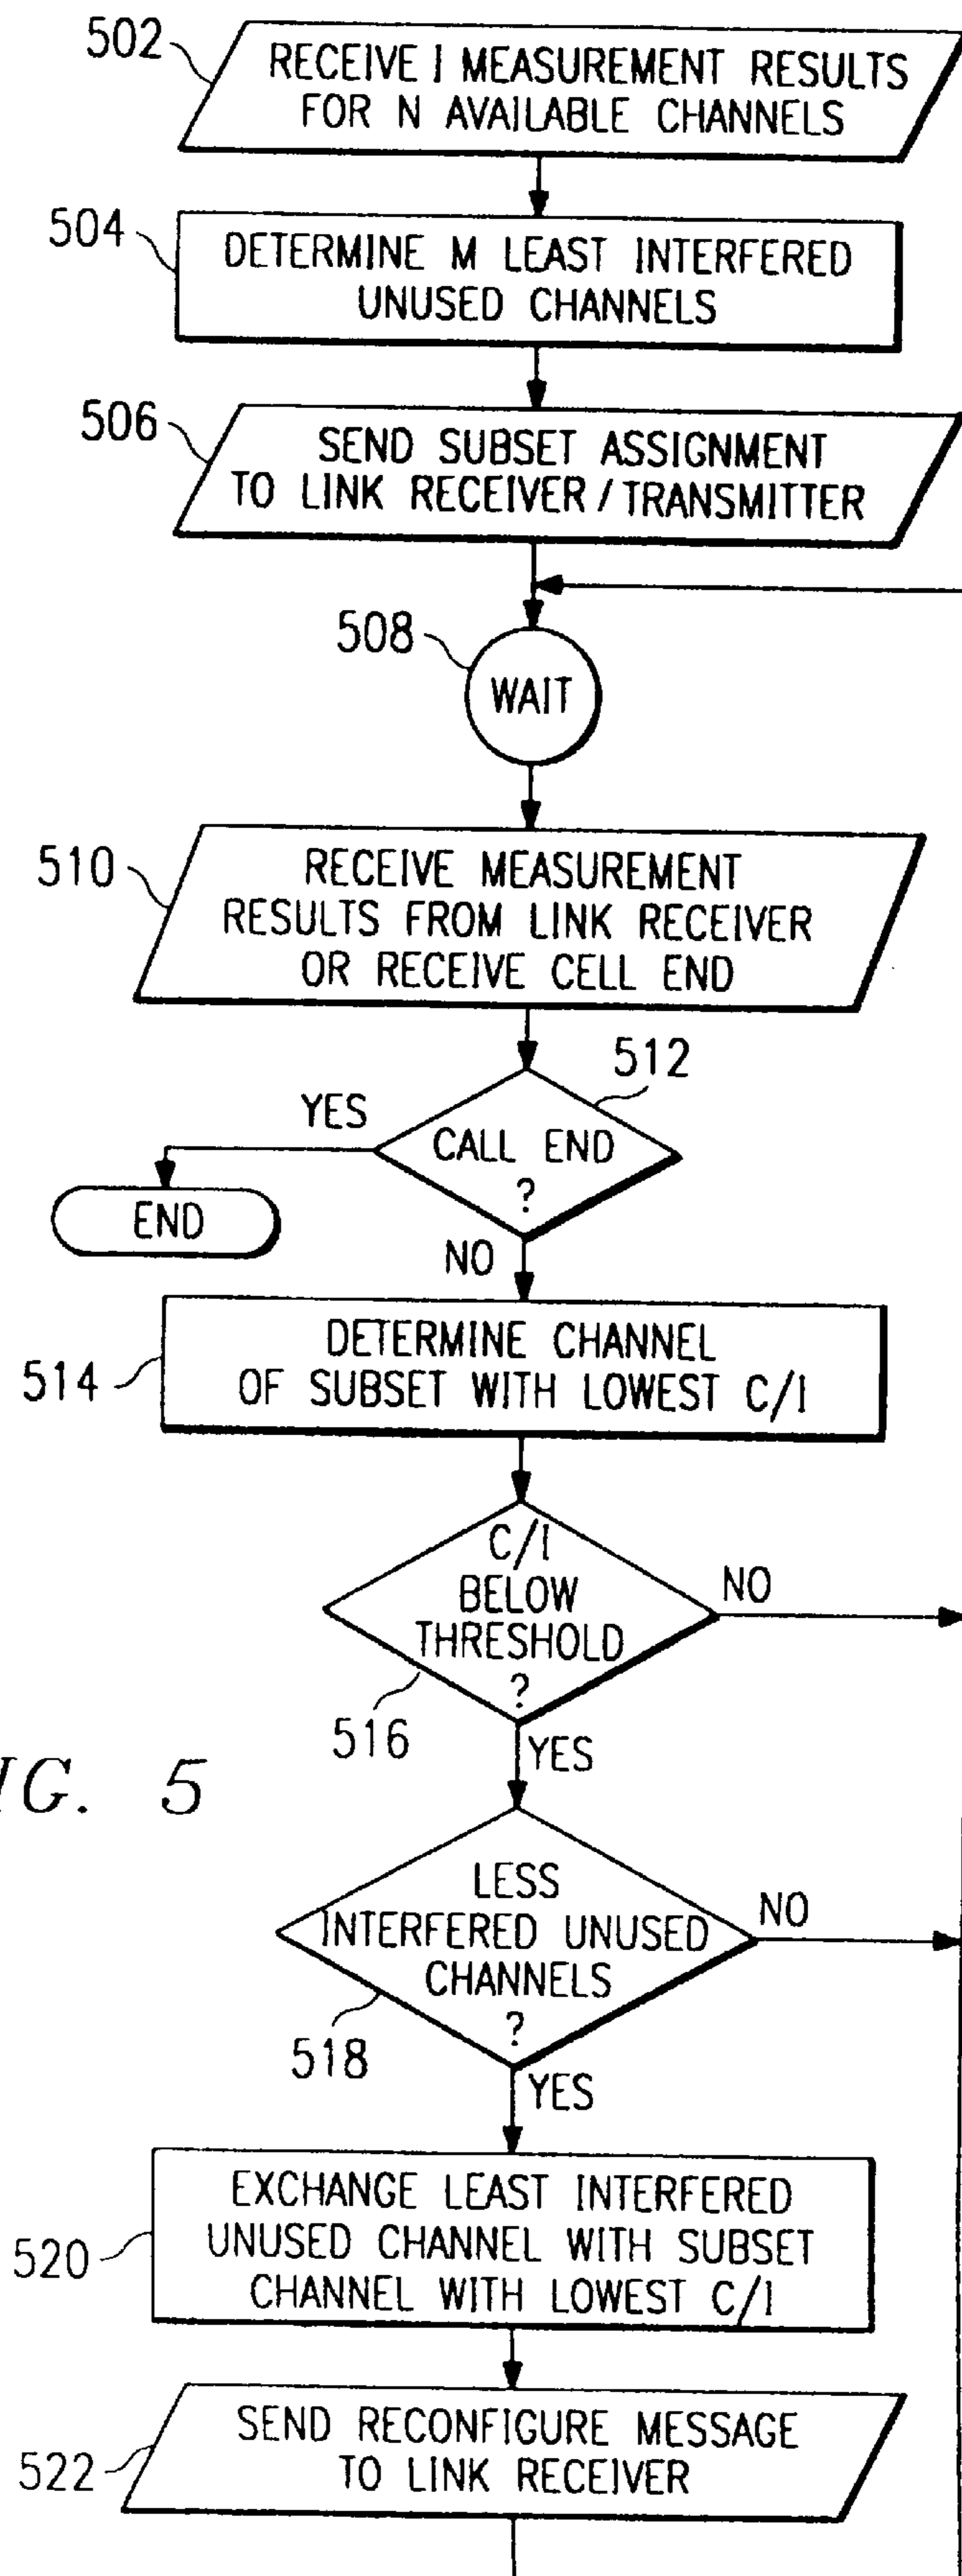 502
RECEIVE I MEASUREMENT RESULTS
FOR N AVAILABLE CHANNELS
504
DETERMINE M LEAST INTERFERED
UNUSED CHANNELS
506
SEND SUBSET ASSIGNMENT
TO LINK RECEIVER / TRANSMITTER
508
WAIT
510
RECEIVE MEASUREMENT
RESULTS FROM LINK RECEIVER
OR RECEIVE CELL END
512
YES
CALL END
?
END
NO
514
DETERMINE CHANNEL
OF SUBSET WITH LOWEST C/I
C/I
BELOW
THRESHOLD
?
NO
516
YES
IG. 5
LESS
INTERFERED UNUSED
CHANNELS
?
NO
518
YES
520
EXCHANGE LEAST INTERFERED
UNUSED CHANNEL WITH SUBSET
CHANNEL WITH LOWEST C/I
522
SEND RECONFIGURE MESSAGE
TO LINK RECEIVER